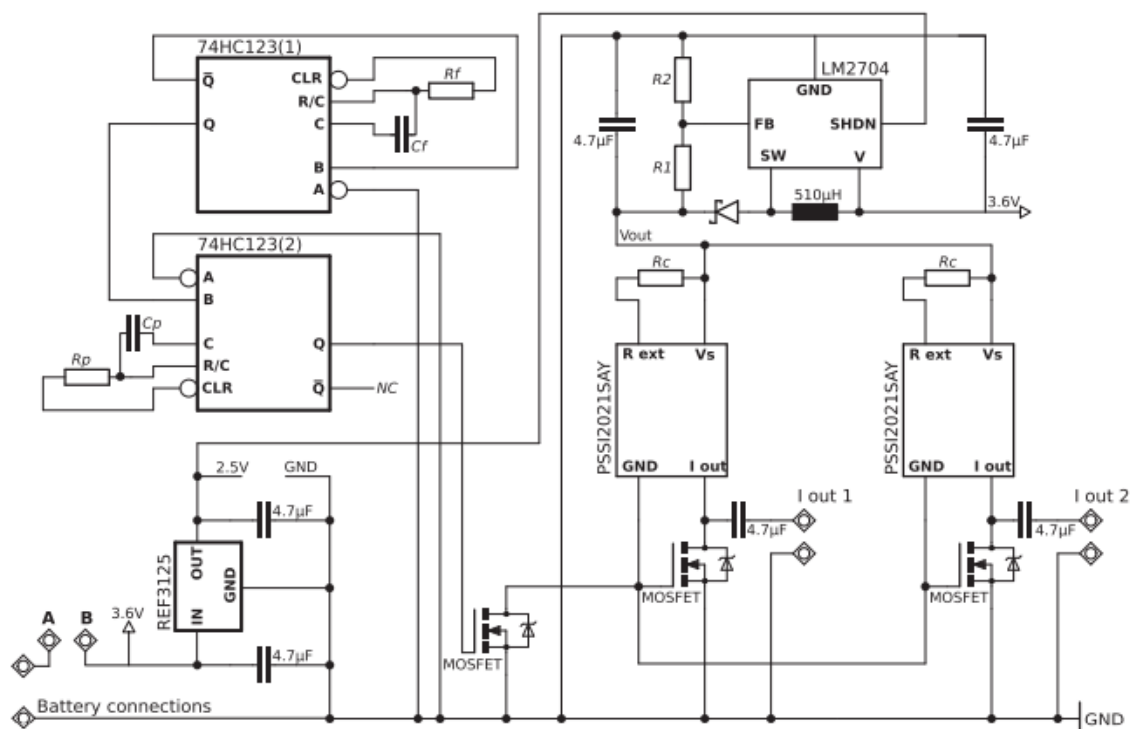 74HC123(1)
Q̅
Q
CLR
R/C
C
B
A
Rf
Cf
74HC123(2)
A
B
C
R/C
CLR
Q
Q̅
NC
Cp
Rp
2.5V
GND
4.7µF
REF3125
OUT
GND
IN
4.7µF
A
B
3.6V
Battery connections
MOSFET
4.7µF
R2
R1
LM2704
GND
FB
SHDN
SW
V
4.7µF
510µH
3.6V
Vout
Rc
R ext
Vs
PSSI2021SAY
GND
I out
4.7µF
I out 1
MOSFET
Rc
R ext
Vs
PSSI2021SAY
GND
I out
4.7µF
I out 2
MOSFET
GND